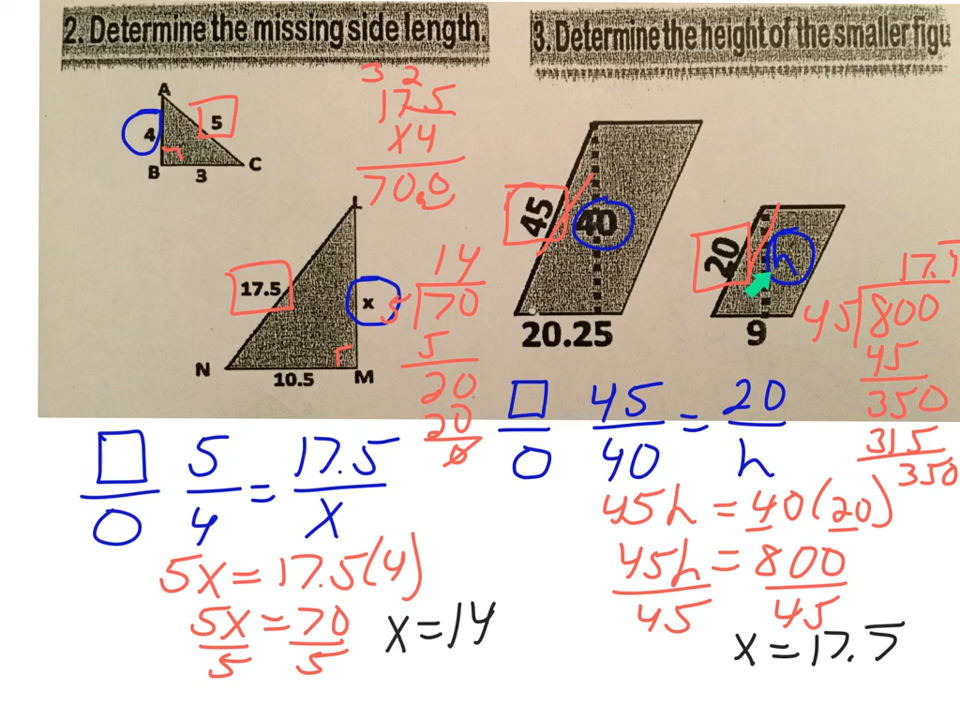 2. Determine the missing side length.
3. Determine the height of the smaller figu
A
4
5
B
3
C
3 2
17.5
x4
70.0
L
17.5
x
N
10.5
M
14
5 70
5
20
20
0
45
40
20.25
20
h
9
17.7
45 800
45
350
315
350
□ 5 = 17.5
O 4 X
5X = 17.5(4)
5X = 70
5 5
x = 14
□ 45 = 20
O 40 h
45h = 40(20)
45h = 800
45 45
x = 17.7